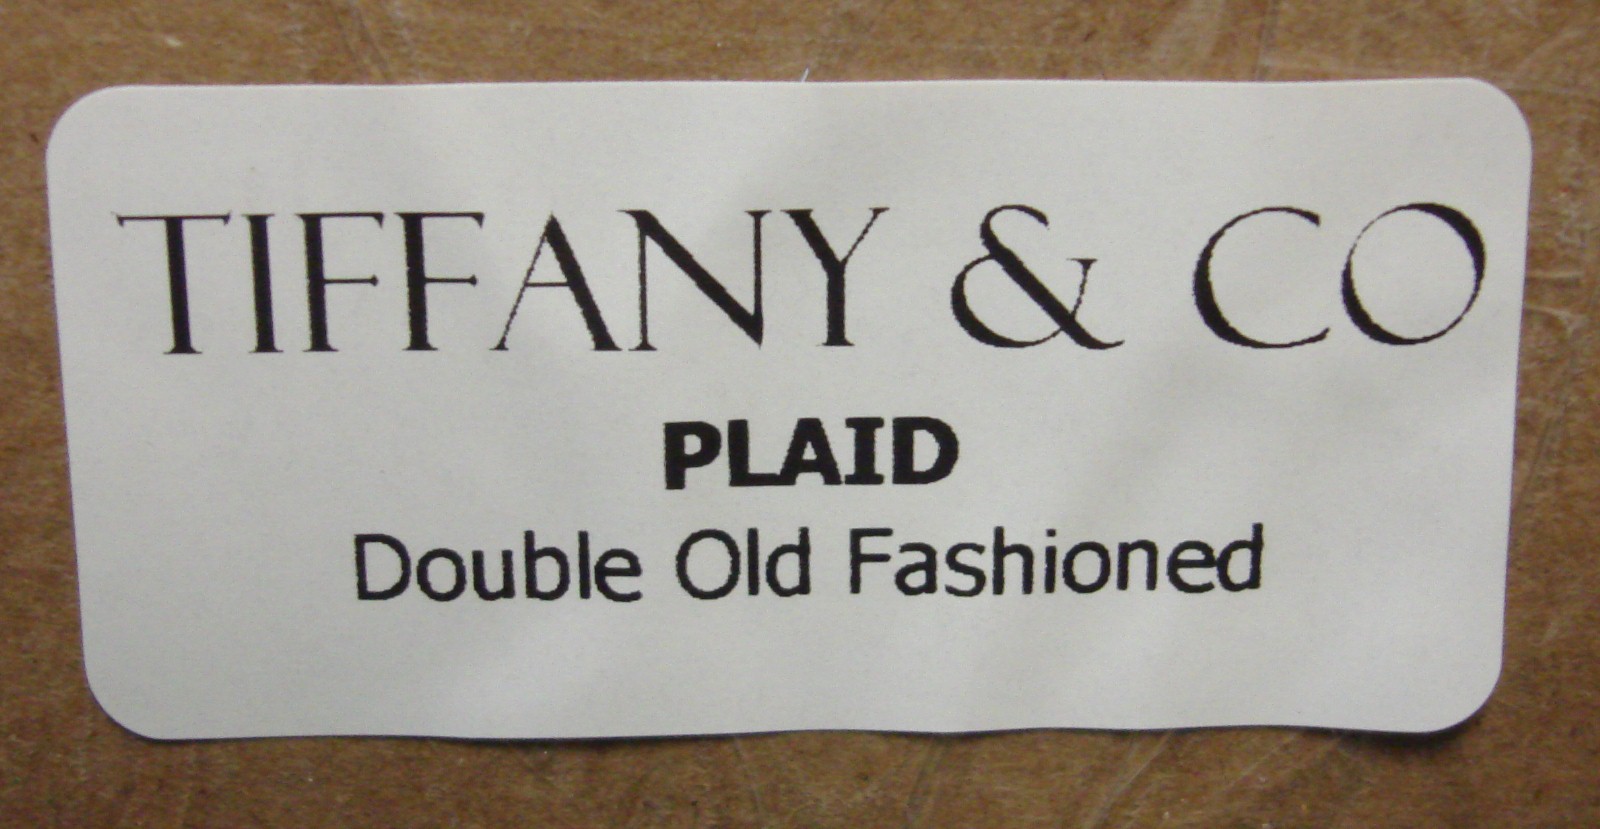 TIFFANY & CO
PLAID
Double Old Fashioned